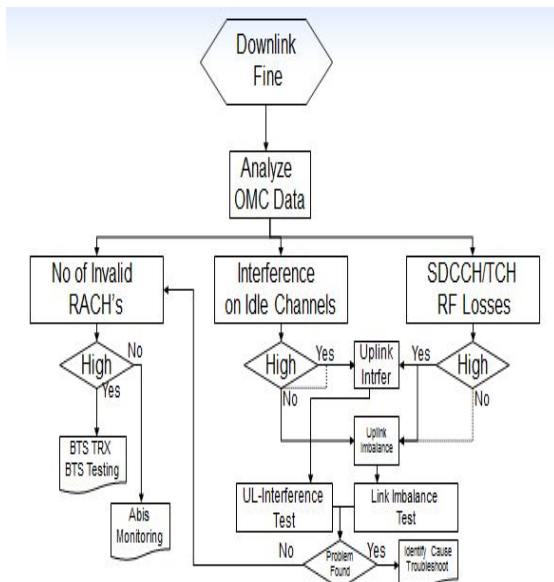 Downlink
Fine
Analyze
OMC Data
No of Invalid
RACH's
Interference
on Idle Channels
SDCCH/TCH
RF Losses
High
No
Yes
High
Yes
No
Uplink
Intrfer
Yes
High
No
BTS TRX
BTS Testing
Uplink
Imbalance
Abis
Monitoring
UL-Interference
Test
Link Imbalance
Test
No
Problem
Found
Yes
Identify Cause
Troubleshoot